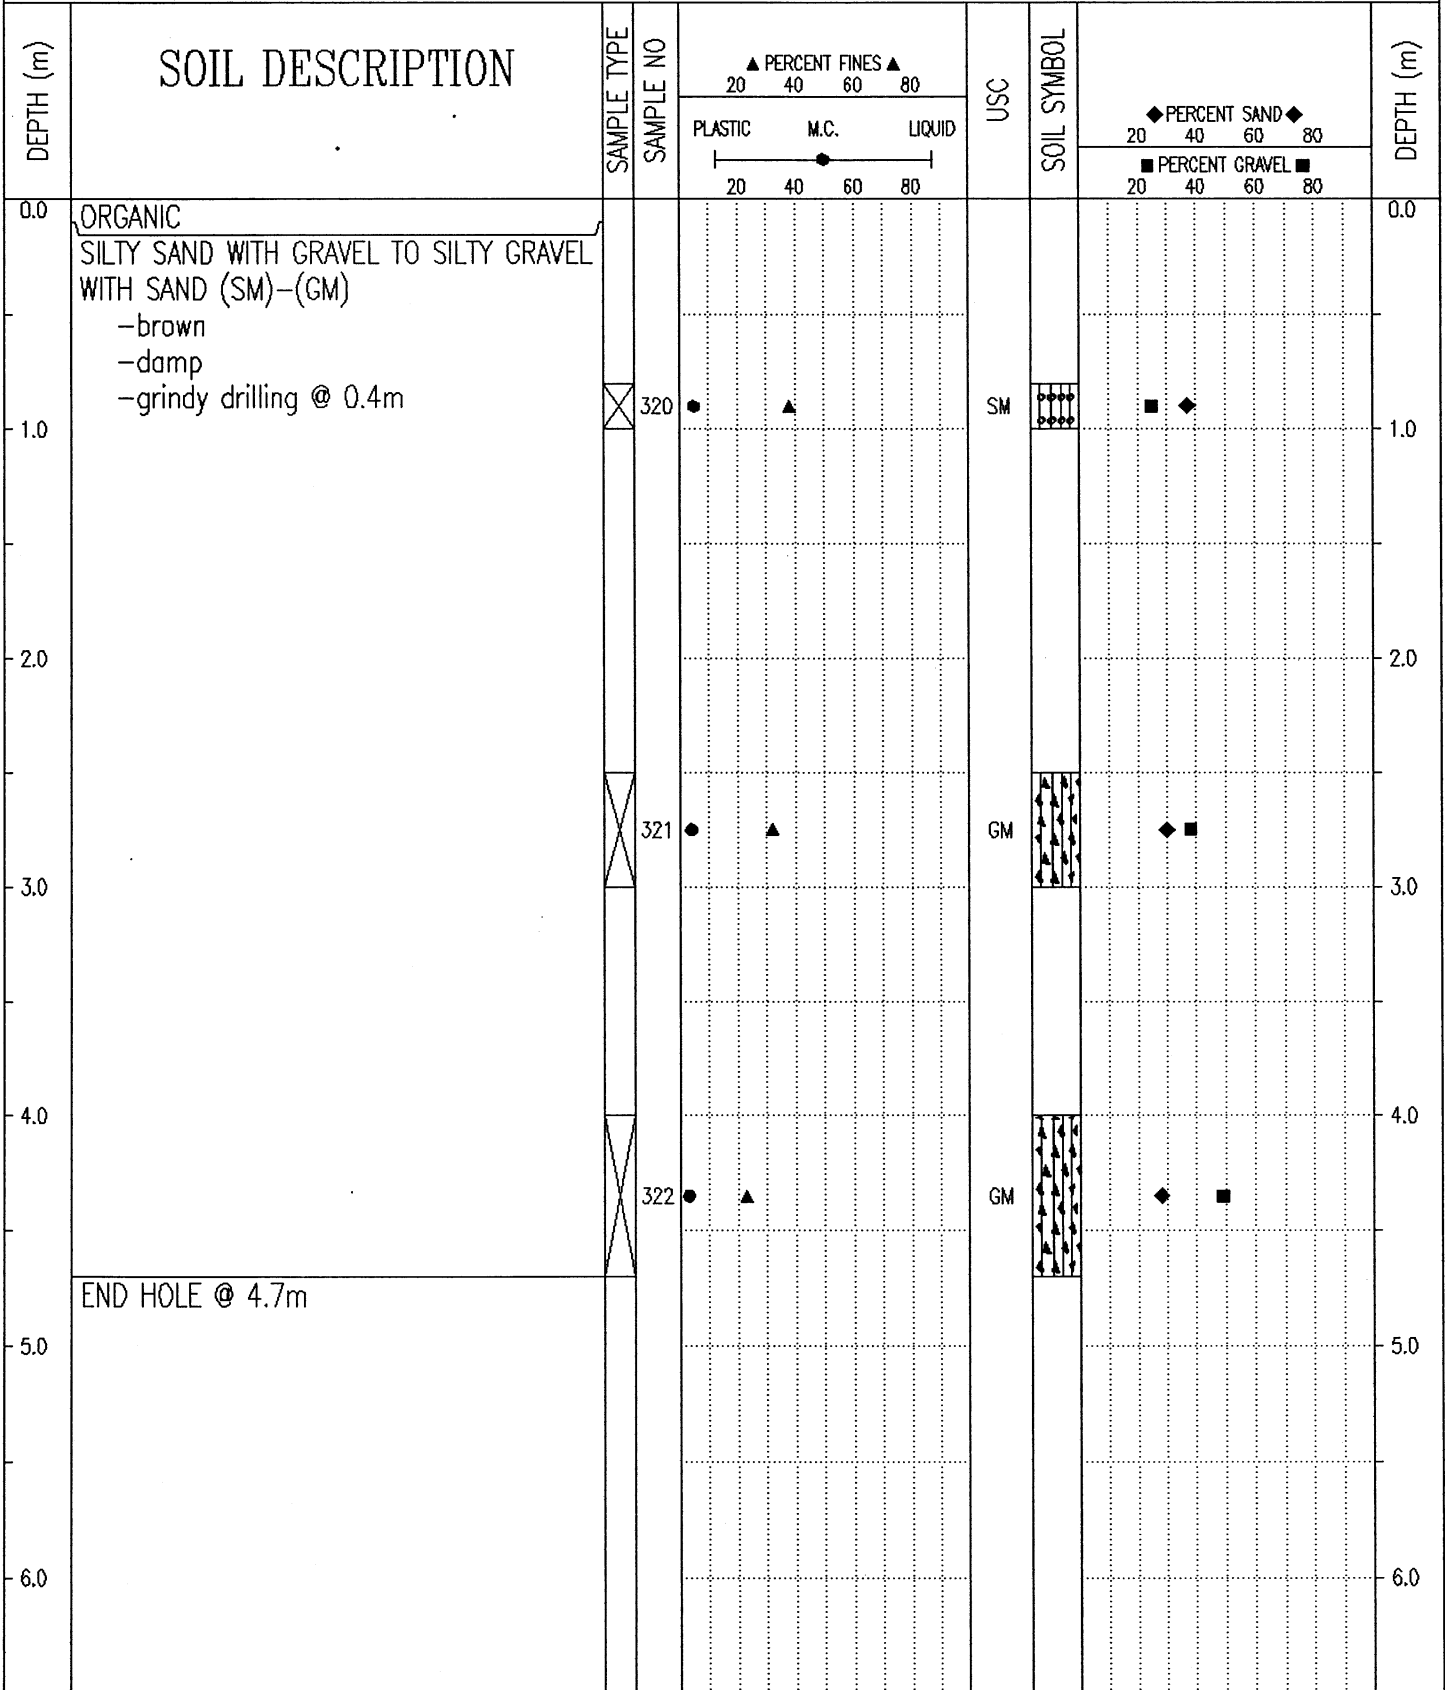 DEPTH (m)
SOIL DESCRIPTION
SAMPLE TYPE
SAMPLE NO
▲ PERCENT FINES ▲
20 40 60 80
PLASTIC M.C. LIQUID
20 40 60 80
USC
SOIL SYMBOL
◆PERCENT SAND◆
20 40 60 80
■ PERCENT GRAVEL ■
20 40 60 80
DEPTH (m)
0.0 ORGANIC 0.0
SILTY SAND WITH GRAVEL TO SILTY GRAVEL
WITH SAND (SM)-(GM)
-brown
-damp
-grindy drilling @ 0.4m
320 SM
1.0 1.0
2.0 2.0
321 GM
3.0 3.0
4.0 4.0
322 GM
END HOLE @ 4.7m
5.0 5.0
6.0 6.0